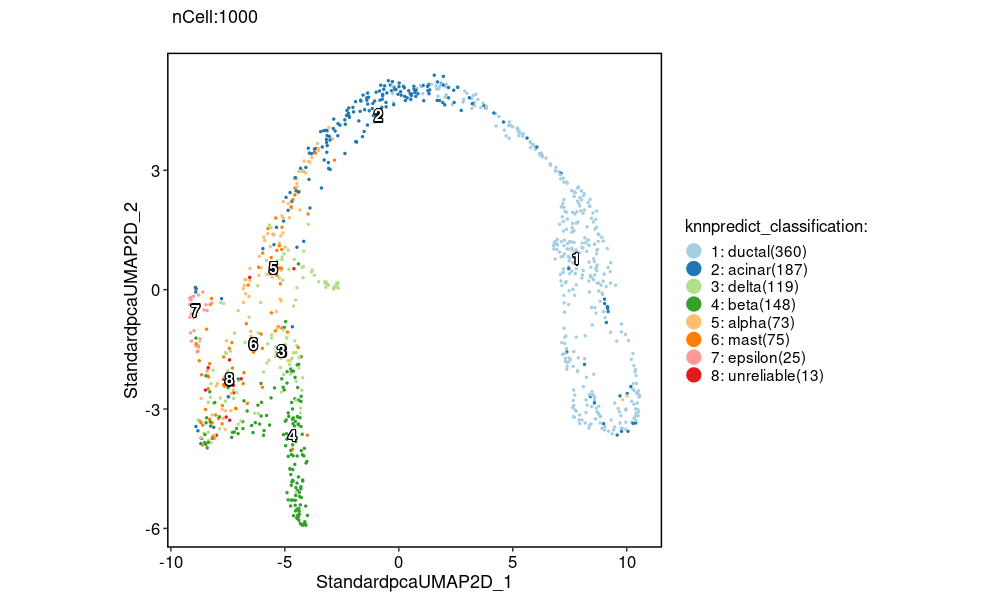 nCell:1000
StandardpcaUMAP2D_2
3
0
-3
-6
-10
-5
0
5
10
StandardpcaUMAP2D_1
2
1
5
7
6
3
8
4
knnpredict_classification:
1: ductal(360)
2: acinar(187)
3: delta(119)
4: beta(148)
5: alpha(73)
6: mast(75)
7: epsilon(25)
8: unreliable(13)